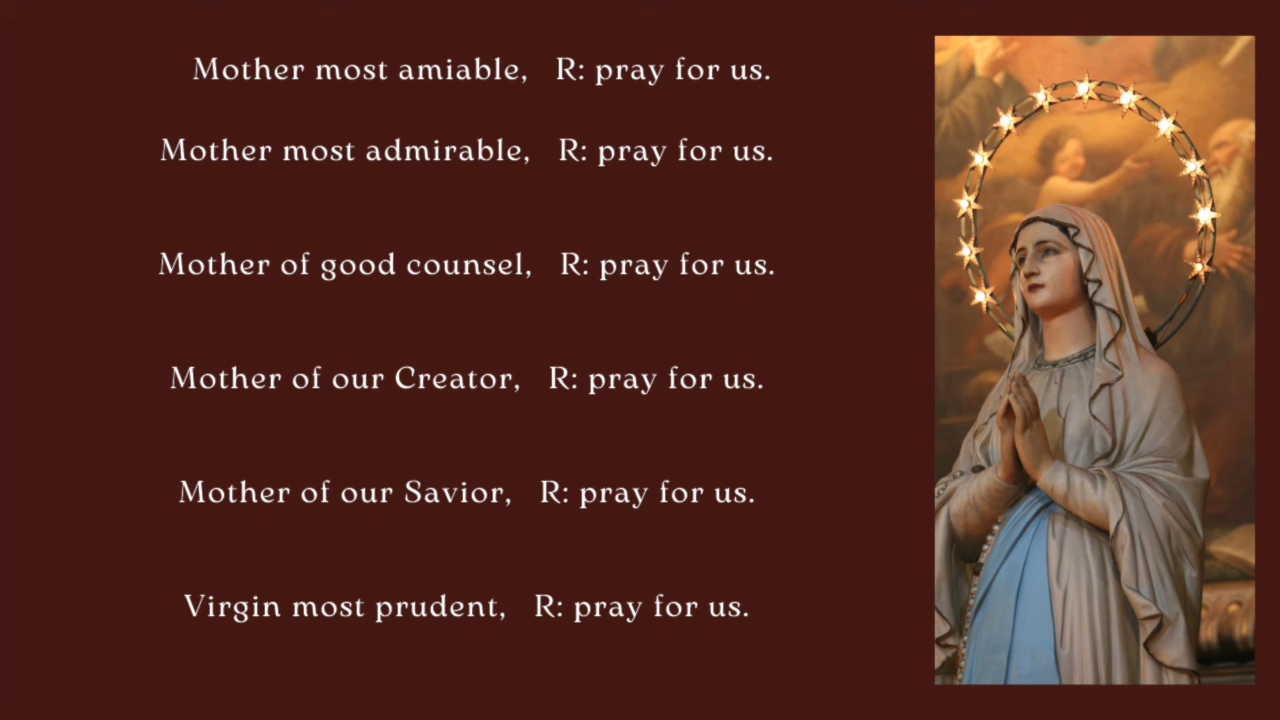 Mother most amiable, R: pray for us.
Mother most admirable, R: pray for us.
Mother of good counsel, R: pray for us.
Mother of our Creator, R: pray for us.
Mother of our Savior, R: pray for us.
Virgin most prudent, R: pray for us.